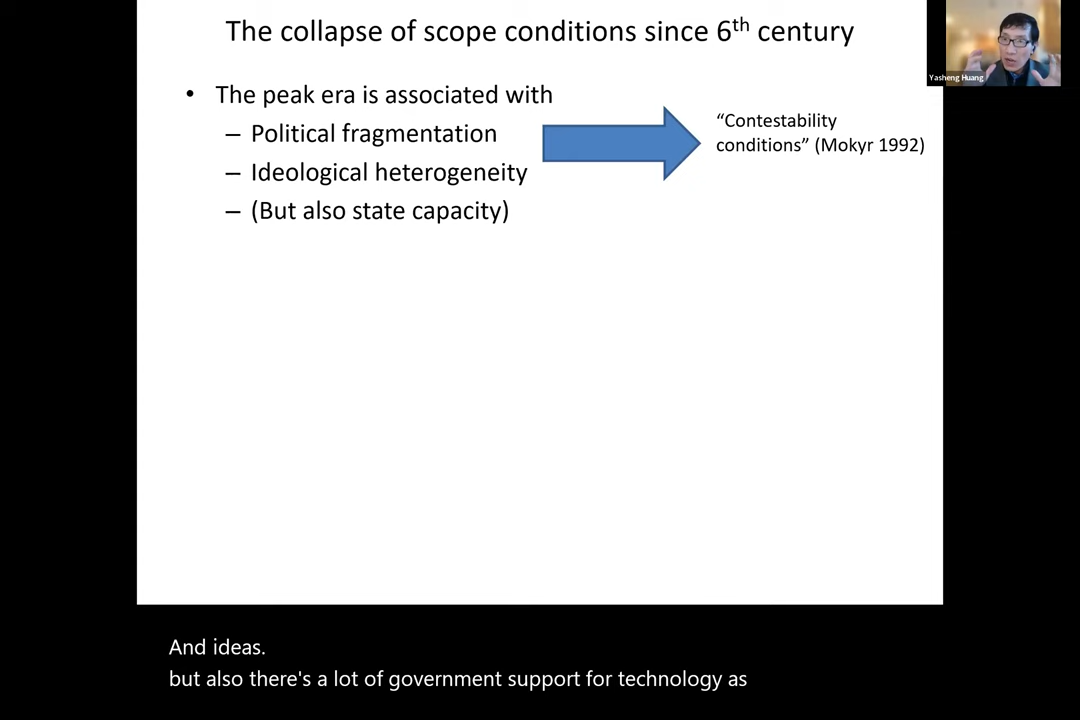 The collapse of scope conditions since 6th century
Yasheng Huang
• The peak era is associated with
– Political fragmentation
– Ideological heterogeneity
– (But also state capacity)
“Contestability
conditions” (Mokyr 1992)
And ideas.
but also there's a lot of government support for technology as